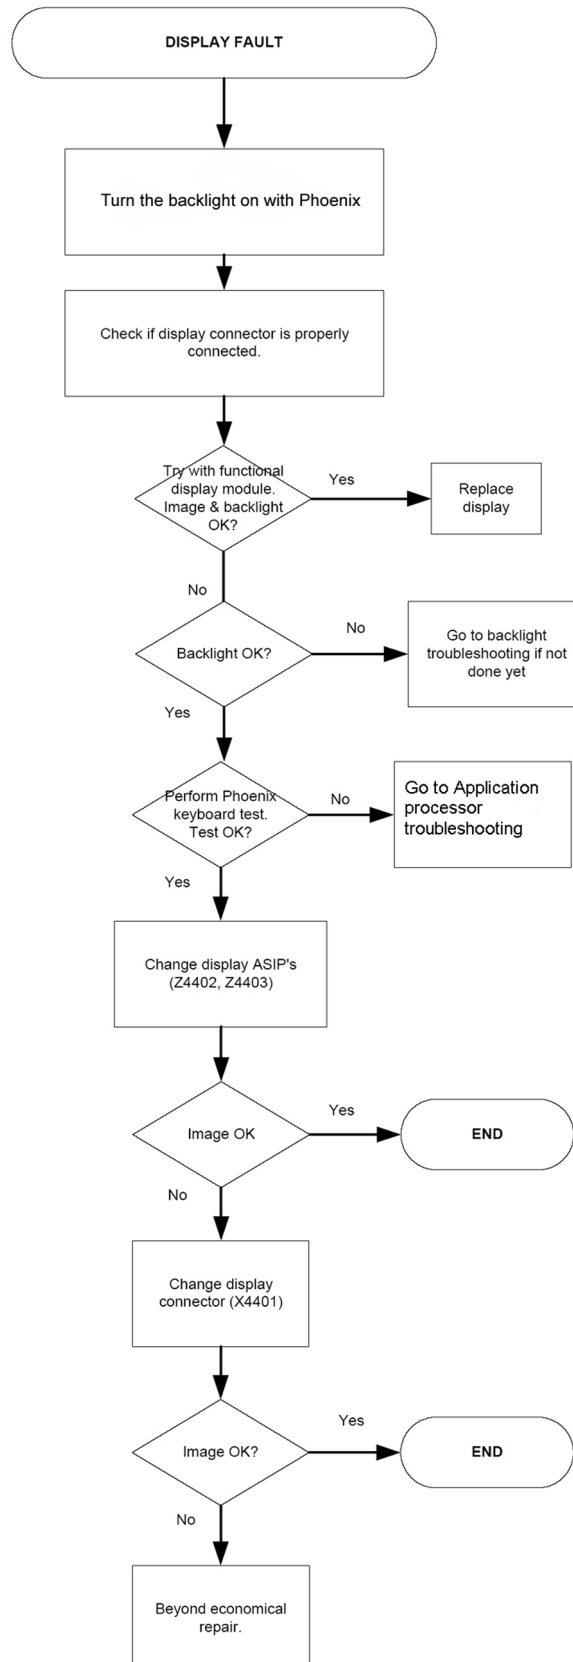 DISPLAY FAULT
Turn the backlight on with Phoenix
Check if display connector is properly
connected.
Try with functional
display module.
Image & backlight
OK?
Yes
Replace
display
No
Backlight OK?
No
Go to backlight
troubleshooting if not
done yet
Yes
Perform Phoenix
keyboard test.
Test OK?
No
Go to Application
processor
troubleshooting
Yes
Change display ASIP's
(Z4402, Z4403)
Image OK
Yes
END
No
Change display
connector (X4401)
Image OK?
Yes
END
No
Beyond economical
repair.